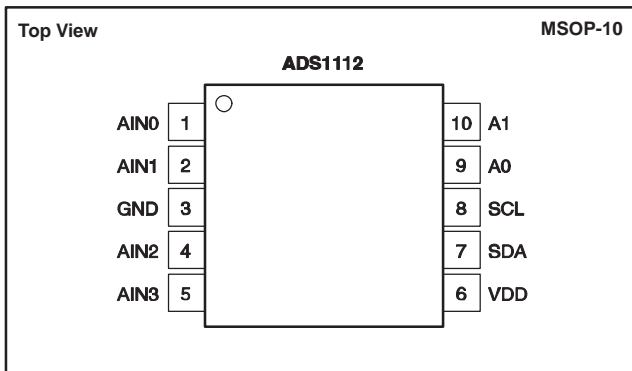 Top View MSOP-10
ADS1112
AIN0 1 10 A1
AIN1 2 9 A0
GND 3 8 SCL
AIN2 4 7 SDA
AIN3 5 6 VDD